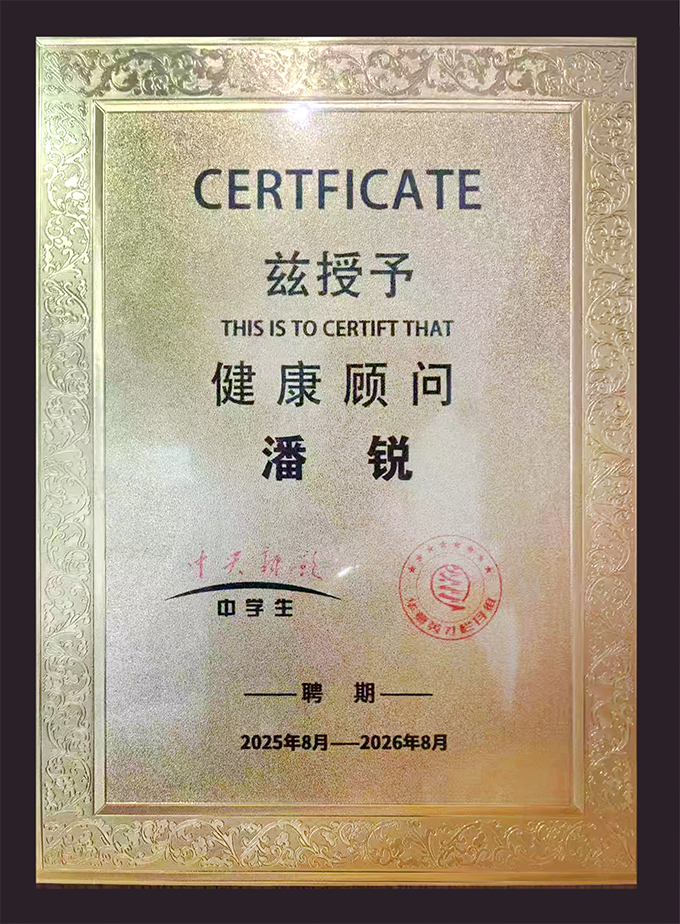 CERTFICATE
兹授予
THIS IS TO CERTIFT THAT
健康顾问
潘 锐
中学生
聘 期
2025年8月——2026年8月